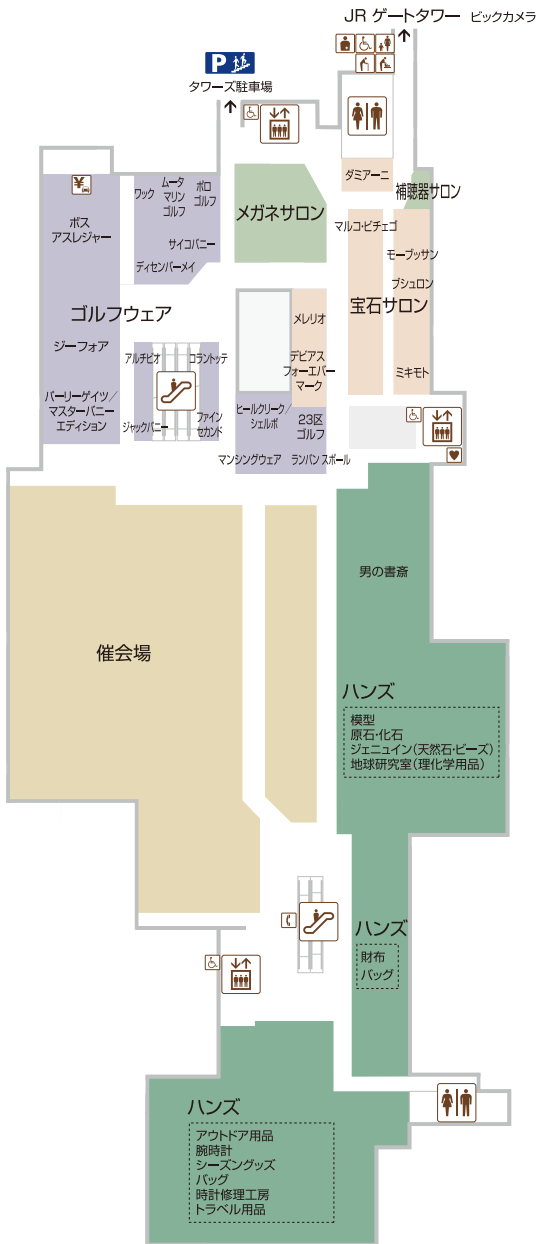 JR ゲートタワー ビックカメラ
P
タワーズ駐車場
ダミアーニ
補聴器サロン
¥
ワック
ムータ
マリン
ゴルフ
ポロ
ゴルフ
ボス
アスレジャー
メガネサロン
マルコ・ビチェゴ
サイコバニー
モーブッサン
ディセンバーメイ
ブシュロン
宝石サロン
ゴルフウェア
メレリオ
ジーフォア
アルチビオ
コラントッテ
デビアス
フォーエバー
マーク
ミキモト
パーリーゲイツ/
マスターバニー
エディション
ジャックバニー
ファイン
セカンド
ヒールクリーク/
シェルボ
23区
ゴルフ
マンシングウェア
ランバン スポール
男の書斎
催会場
ハンズ
模型
原石・化石
ジェニュイン(天然石・ビーズ)
地球研究室(理化学用品)
ハンズ
財布
バッグ
ハンズ
アウトドア用品
腕時計
シーズングッズ
バッグ
時計修理工房
トラベル用品